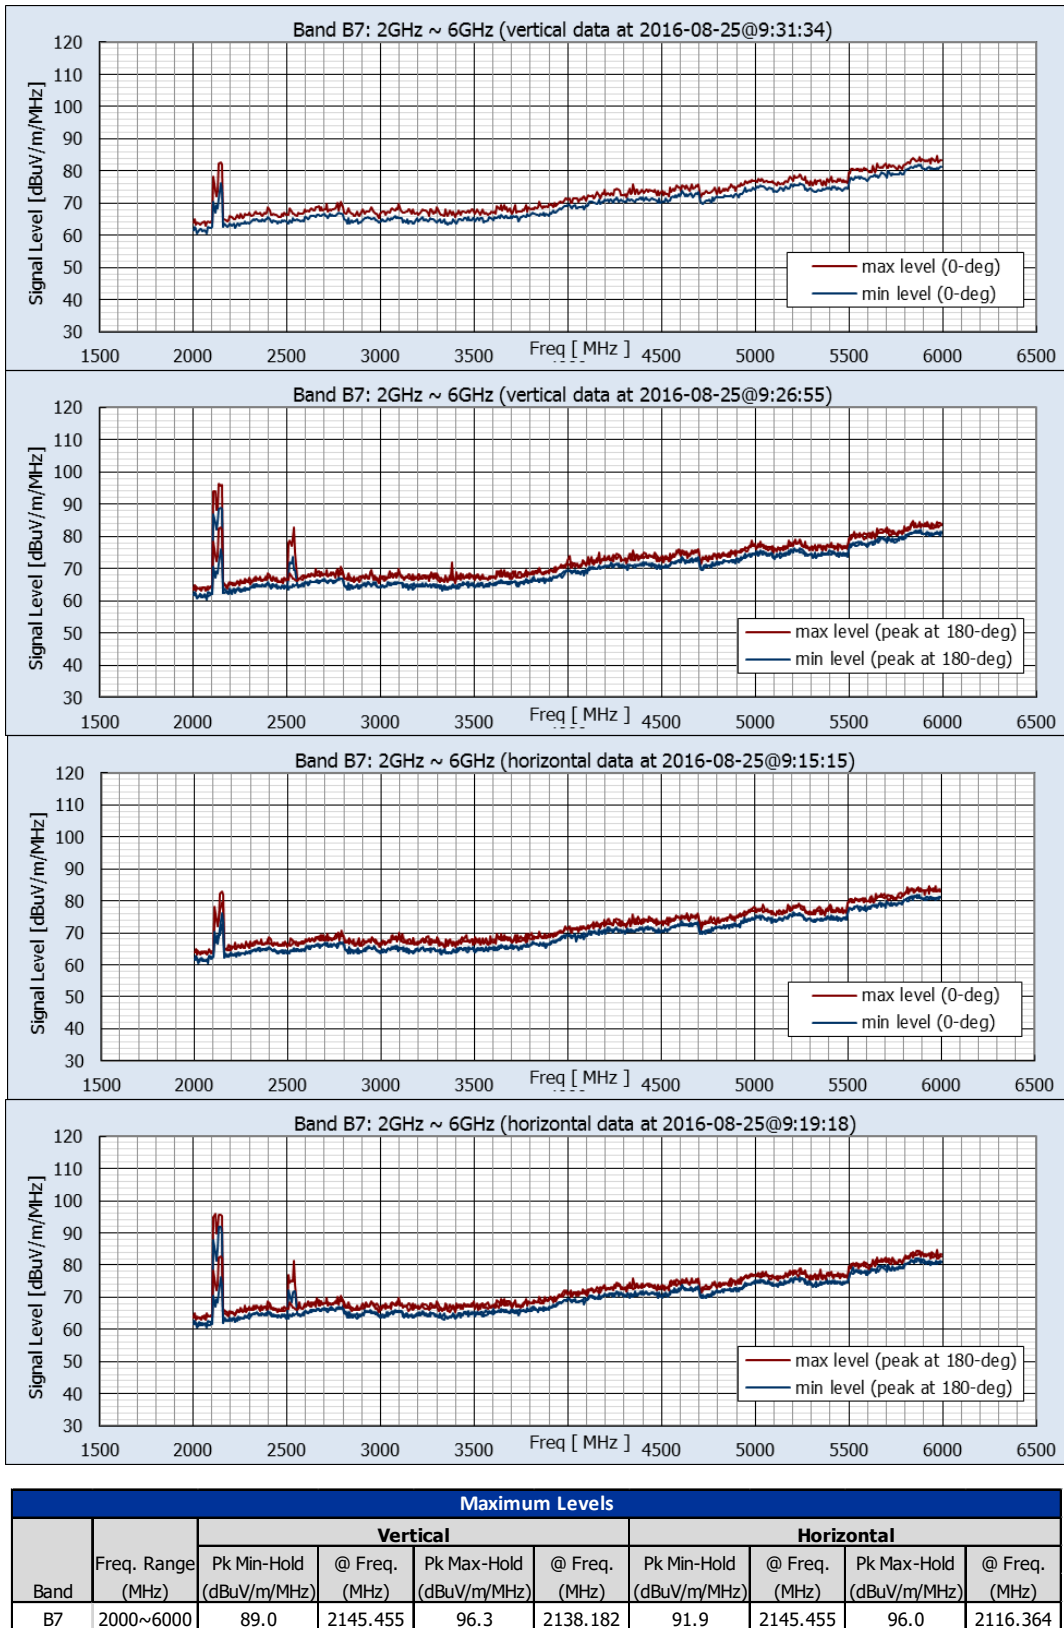 Band B7: 2GHz ~ 6GHz (vertical data at 2016-08-25@9:31:34)
120
110
100
90
80
70
60
50
40
30
Signal Level [dBuV/m/MHz]
max level (0-deg)
min level (0-deg)
1500 2000 2500 3000 3500 Freq [ MHz ] 4500 5000 5500 6000 6500
Band B7: 2GHz ~ 6GHz (vertical data at 2016-08-25@9:26:55)
120
110
100
90
80
70
60
50
40
30
Signal Level [dBuV/m/MHz]
max level (peak at 180-deg)
min level (peak at 180-deg)
1500 2000 2500 3000 3500 Freq [ MHz ] 4500 5000 5500 6000 6500
Band B7: 2GHz ~ 6GHz (horizontal data at 2016-08-25@9:15:15)
120
110
100
90
80
70
60
50
40
30
Signal Level [dBuV/m/MHz]
max level (0-deg)
min level (0-deg)
1500 2000 2500 3000 3500 Freq [ MHz ] 4500 5000 5500 6000 6500
Band B7: 2GHz ~ 6GHz (horizontal data at 2016-08-25@9:19:18)
120
110
100
90
80
70
60
50
40
30
Signal Level [dBuV/m/MHz]
max level (peak at 180-deg)
min level (peak at 180-deg)
1500 2000 2500 3000 3500 Freq [ MHz ] 4500 5000 5500 6000 6500
Maximum Levels
Vertical Horizontal
Freq. Range Pk Min-Hold @ Freq. Pk Max-Hold @ Freq. Pk Min-Hold @ Freq. Pk Max-Hold @ Freq.
Band (MHz) (dBuV/m/MHz) (MHz) (dBuV/m/MHz) (MHz) (dBuV/m/MHz) (MHz) (dBuV/m/MHz) (MHz)
B7 2000~6000 89.0 2145.455 96.3 2138.182 91.9 2145.455 96.0 2116.364